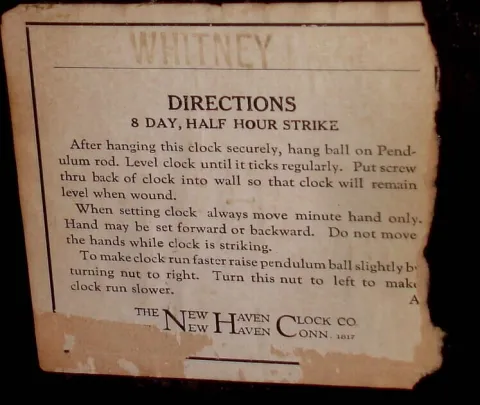 WHITNEY
DIRECTIONS
8 DAY, HALF HOUR STRIKE
After hanging this clock securely, hang ball on Pend-
ulum rod. Level clock until it ticks regularly. Put screw
thru back of clock into wall so that clock will remain
level when wound.
When setting clock always move minute hand only.
Hand may be set forward or backward. Do not move
the hands while clock is striking.
To make clock run faster raise pendulum ball slightly b
turning nut to right. Turn this nut to left to mak
clock run slower.
A
THE NEW HAVEN CLOCK CO.
NEW HAVEN CONN. 1017